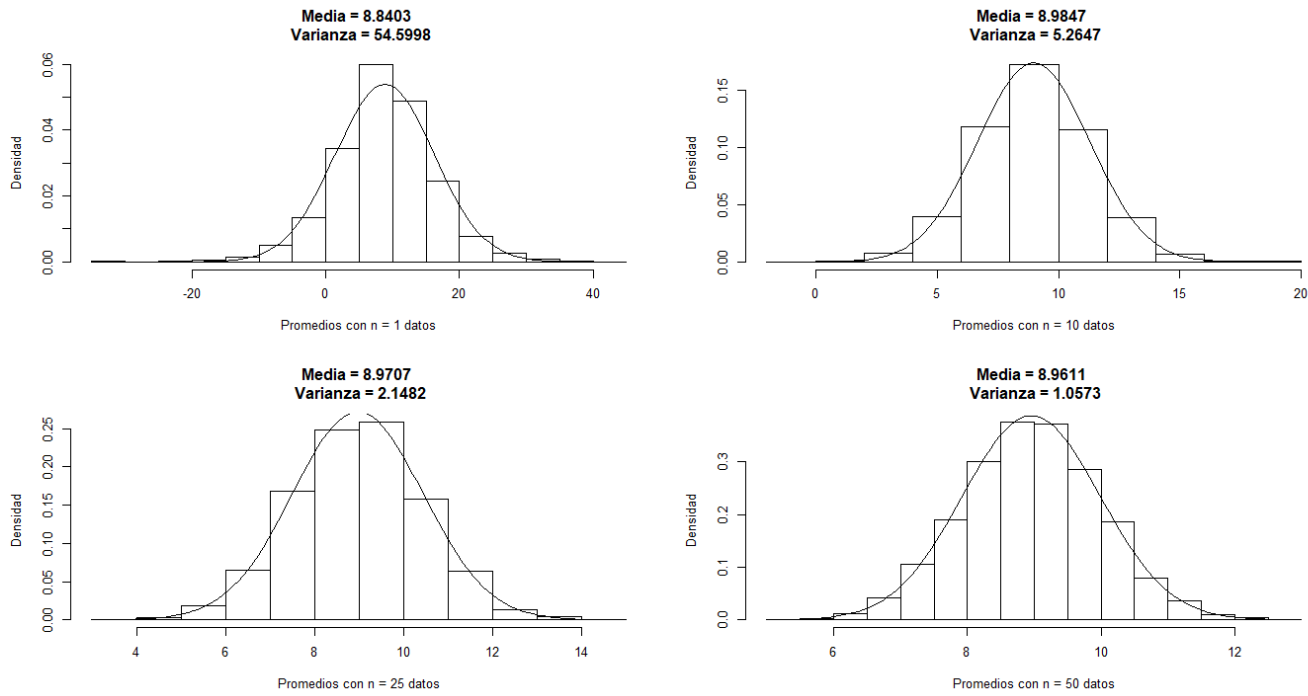 Media = 8.8403
Varianza = 54.5998
Densidad
0.00
0.02
0.04
0.06
-20
0
20
40
Promedios con n = 1 datos
Media = 8.9847
Varianza = 5.2647
Densidad
0.00
0.05
0.10
0.15
0
5
10
15
20
Promedios con n = 10 datos
Media = 8.9707
Varianza = 2.1482
Densidad
0.00
0.05
0.10
0.15
0.20
0.25
4
6
8
10
12
14
Promedios con n = 25 datos
Media = 8.9611
Varianza = 1.0573
Densidad
0.0
0.1
0.2
0.3
6
8
10
12
Promedios con n = 50 datos